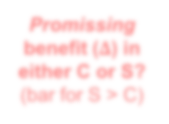 Promissing
benefit (Δ) in
either C or S?
(bar for S > C)